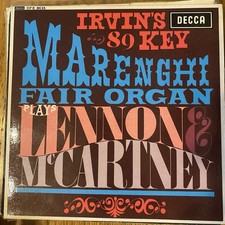 IRVIN'S
DECCA
89 KEY
MARENGHI
FAIR ORGAN
PLAYS
LENNON &
McCARTNEY